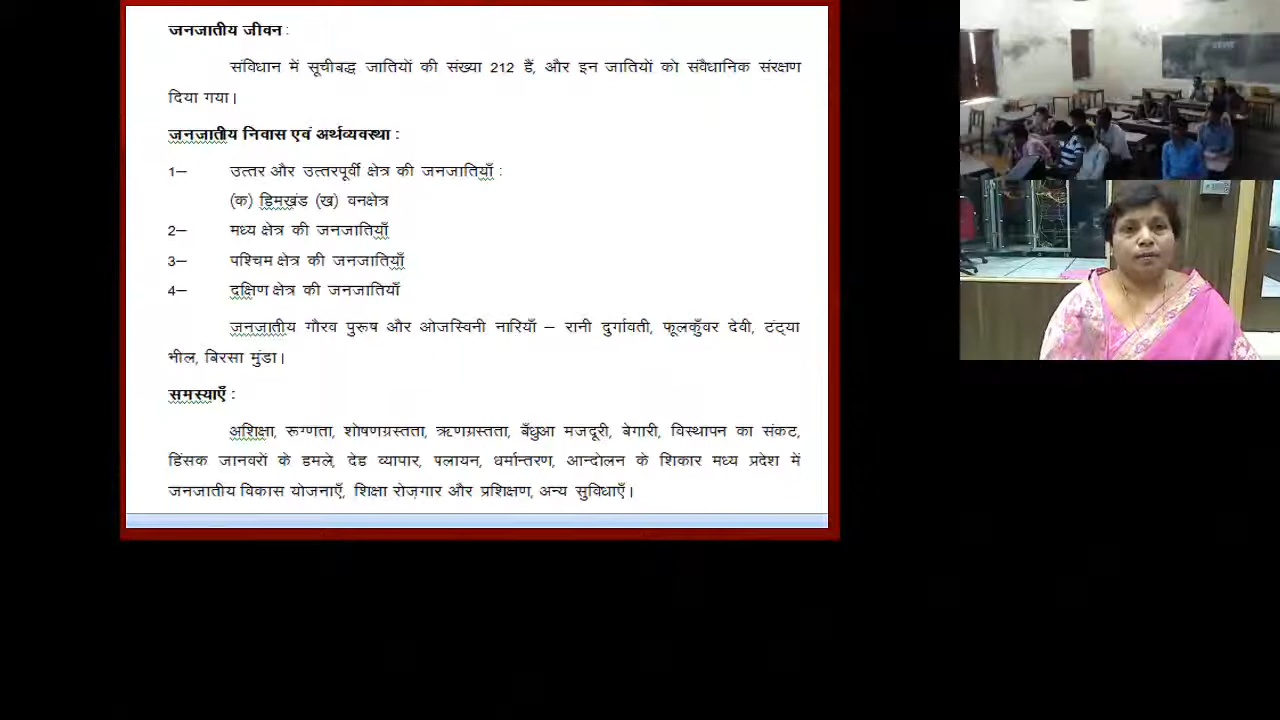 जनजातीय जीवन :
संविधान में सूचीबद्ध जातियों की संख्या 212 हैं, और इन जातियों को संवैधानिक संरक्षण
दिया गया।
जनजातीय निवास एवं अर्थव्यवस्था :
1— उत्तर और उत्तरपूर्वी क्षेत्र की जनजातियाँ :
(क) हिमखंड (ख) वनक्षेत्र
2— मध्य क्षेत्र की जनजातियाँ
3— पश्चिम क्षेत्र की जनजातियाँ
4— दक्षिण क्षेत्र की जनजातियाँ
जनजातीय गौरव पुरूष और ओजस्विनी नारियाँ — रानी दुर्गावती, फूलकुँवर देवी, टंट्या
नील, बिरसा मुंडा।
समस्याएँ :
अशिक्षा, रूग्णता, शोषणग्रस्तता, ऋणग्रस्तता, बँधुआ मजदूरी, बेगारी, विस्थापन का संकट,
हिंसक जानवरों के हमले, देह व्यापार, पलायन, धर्मान्तरण, आन्दोलन के शिकार मध्य प्रदेश में
जनजातीय विकास योजनाएँ, शिक्षा रोज़गार और प्रशिक्षण, अन्य सुविधाएँ।